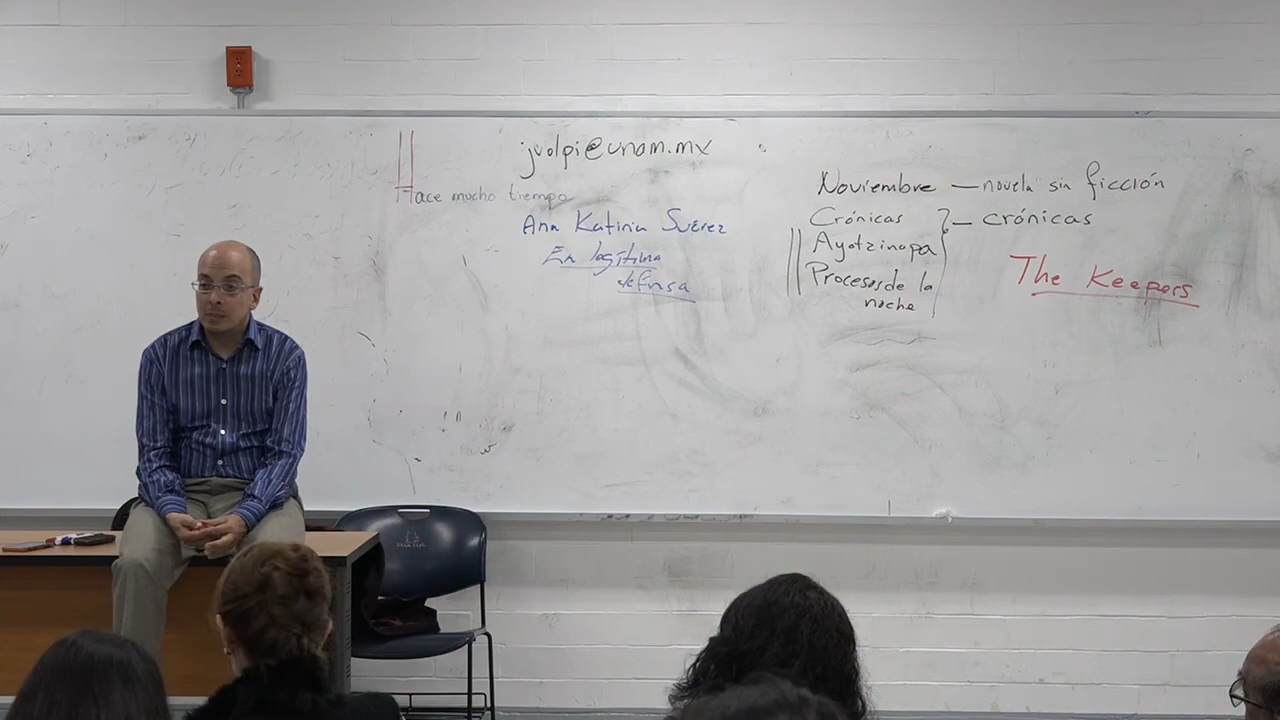 jvolpi@unam.mx
Hace mucho tiempo
Ana Katiria Suárez
En legítima
defensa
Noviembre — novela sin ficción
Crónicas } — crónicas
Ayotzinapa
Procesos de la
noche
The Keepers